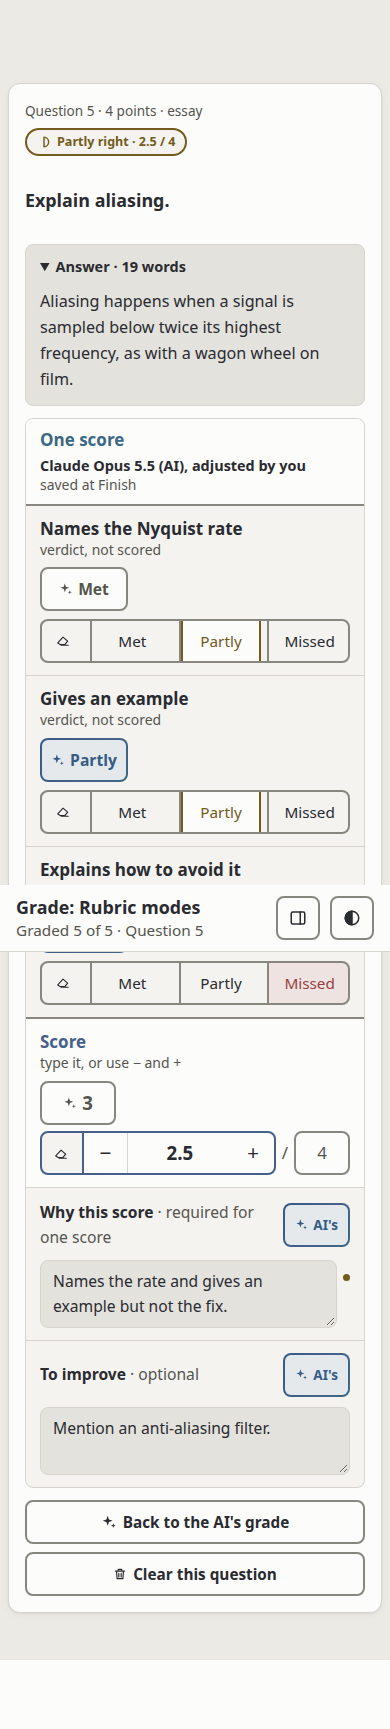 Question 5 · 4 points · essay
Partly right · 2.5 / 4
Explain aliasing.
Answer · 19 words
Aliasing happens when a signal is
sampled below twice its highest
frequency, as with a wagon wheel on
film.
One score
Claude Opus 5.5 (AI), adjusted by you
saved at Finish
Names the Nyquist rate
verdict, not scored
Met
Met Partly Missed
Gives an example
verdict, not scored
Partly
Met Partly Missed
Explains how to avoid it
Grade: Rubric modes
Graded 5 of 5 · Question 5
Met Partly Missed
Score
type it, or use − and +
3
− 2.5 + / 4
Why this score · required for
one score
AI's
Names the rate and gives an
example but not the fix.
To improve · optional
AI's
Mention an anti-aliasing filter.
Back to the AI's grade
Clear this question